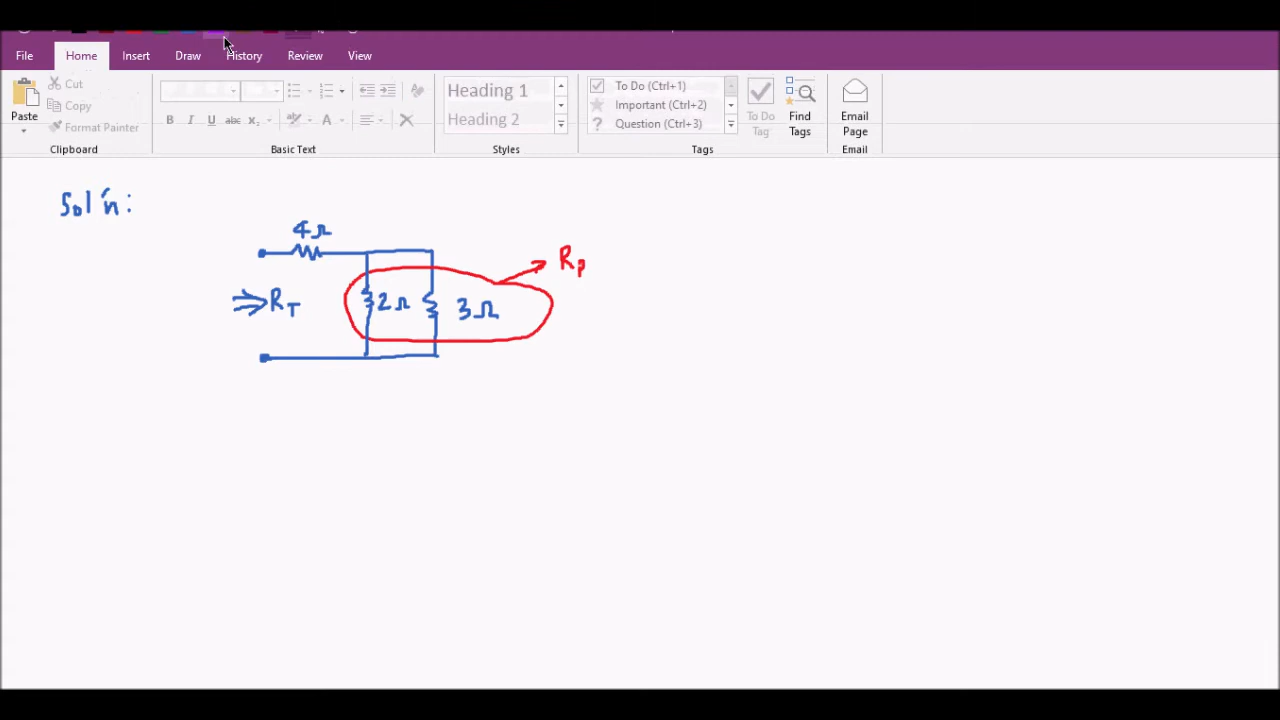 File Home Insert Draw History Review View
Paste
Cut
Copy
Format Painter
Clipboard
B I U abc x₂ A
Basic Text
Heading 1
Heading 2
Styles
To Do (Ctrl+1)
Important (Ctrl+2)
? Question (Ctrl+3)
To Do Tag
Find Tags
Tags
Email Page
Email
Sol'n:
4Ω
Rp
RT
2Ω
3Ω